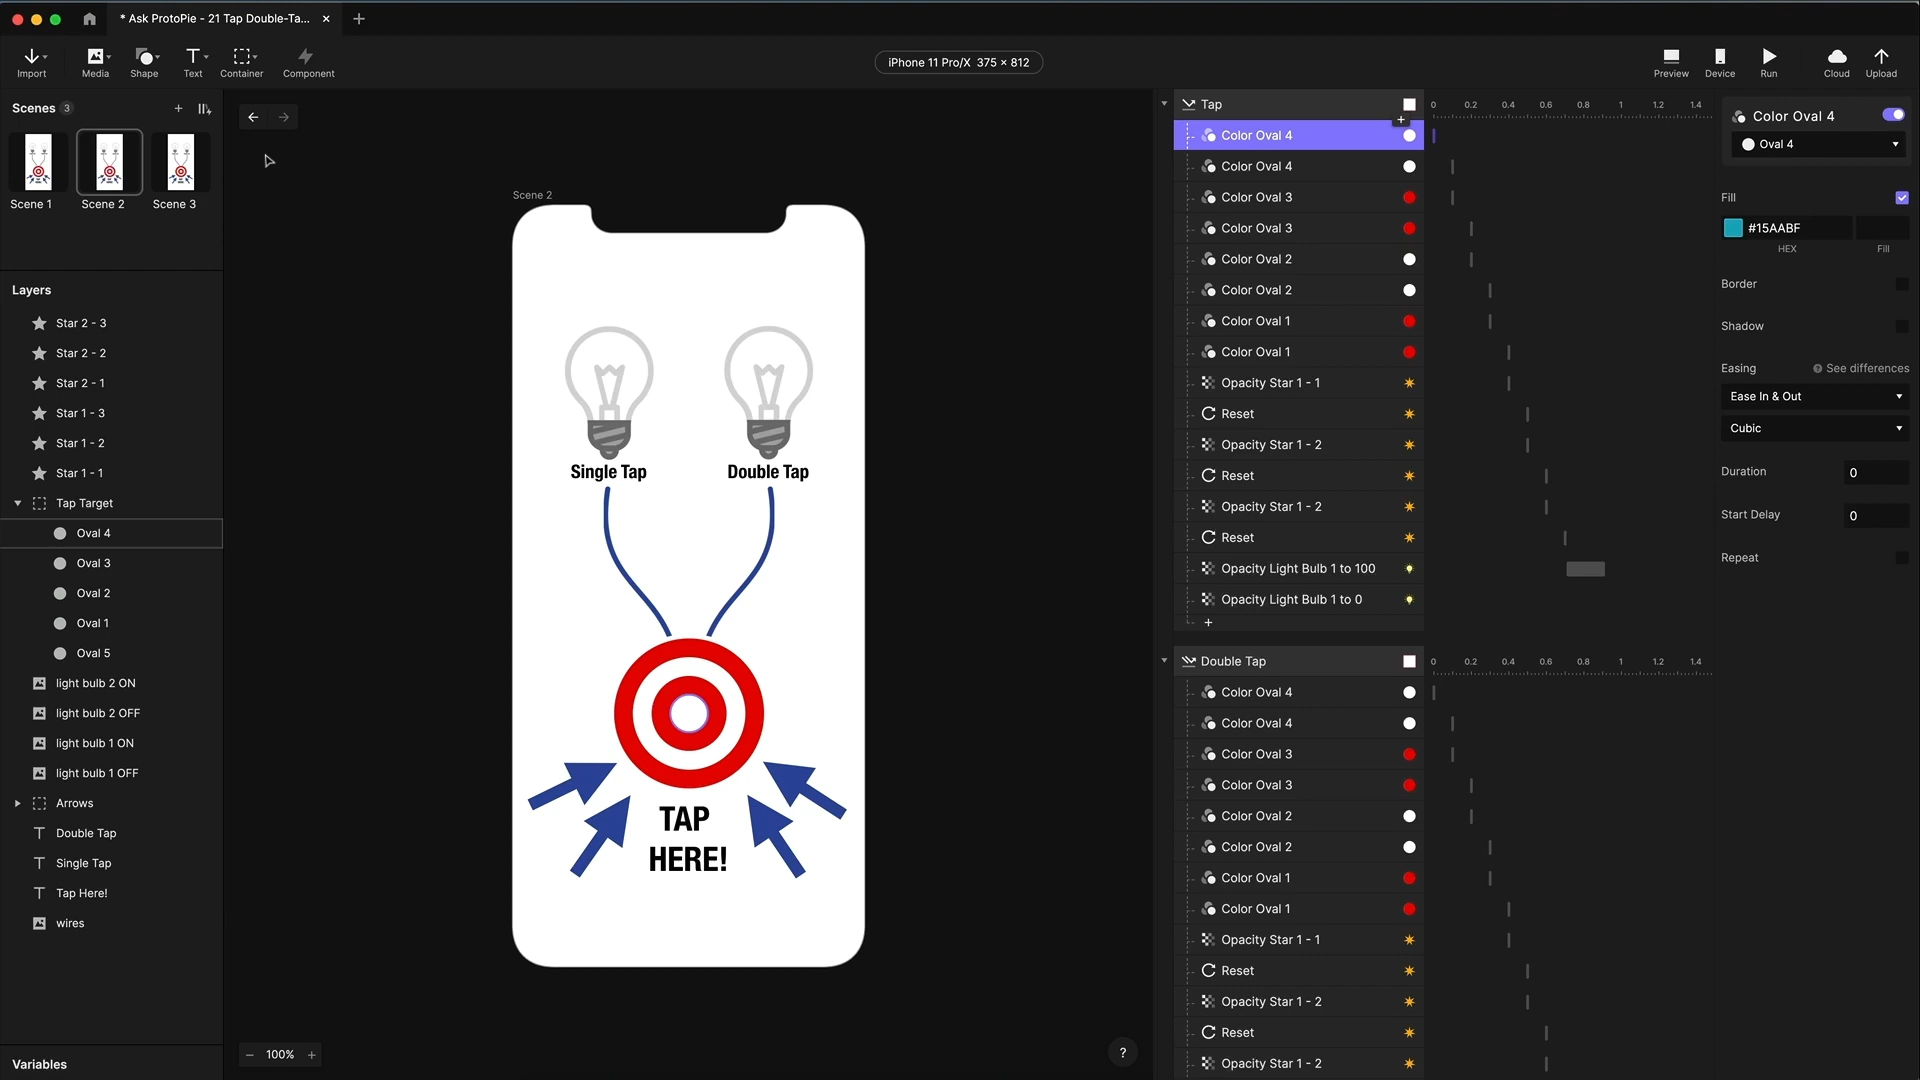 * Ask ProtoPie - 21 Tap Double-Ta...
Import
Media
Shape
Text
Container
Component
iPhone 11 Pro/X 375 × 812
Preview
Device
Run
Cloud
Upload
Scenes 3
Scene 1
Scene 2
Scene 3
Layers
Star 2 - 3
Star 2 - 2
Star 2 - 1
Star 1 - 3
Star 1 - 2
Star 1 - 1
Tap Target
Oval 4
Oval 3
Oval 2
Oval 1
Oval 5
light bulb 2 ON
light bulb 2 OFF
light bulb 1 ON
light bulb 1 OFF
Arrows
Double Tap
Single Tap
Tap Here!
wires
Variables
Scene 2
Single Tap
Double Tap
TAP
HERE!
100%
?
Tap
0 0.2 0.4 0.6 0.8 1 1.2 1.4
Color Oval 4
Color Oval 4
Color Oval 3
Color Oval 3
Color Oval 2
Color Oval 2
Color Oval 1
Color Oval 1
Opacity Star 1 - 1
Reset
Opacity Star 1 - 2
Reset
Opacity Star 1 - 2
Reset
Opacity Light Bulb 1 to 100
Opacity Light Bulb 1 to 0
Double Tap
0 0.2 0.4 0.6 0.8 1 1.2 1.4
Color Oval 4
Color Oval 4
Color Oval 3
Color Oval 3
Color Oval 2
Color Oval 2
Color Oval 1
Color Oval 1
Opacity Star 1 - 1
Reset
Opacity Star 1 - 2
Reset
Opacity Star 1 - 2
Color Oval 4
Oval 4
Fill
#15AABF
HEX Fill
Border
Shadow
Easing See differences
Ease In & Out
Cubic
Duration 0
Start Delay 0
Repeat